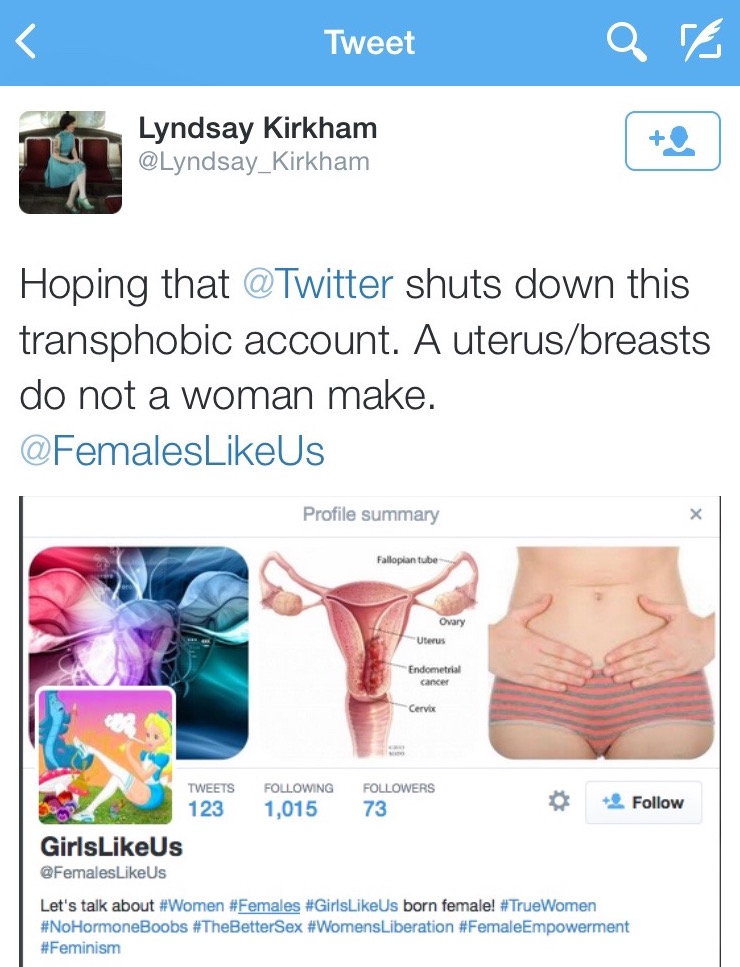 Tweet
Lyndsay Kirkham
@Lyndsay_Kirkham
Hoping that @Twitter shuts down this
transphobic account. A uterus/breasts
do not a woman make.
@FemalesLikeUs
Profile summary
Fallopian tube
Ovary
Uterus
Endometrial
cancer
Cervix
TWEETS
123
FOLLOWING
1,015
FOLLOWERS
73
Follow
GirlsLikeUs
@FemalesLikeUs
Let's talk about #Women #Females #GirlsLikeUs born female! #TrueWomen
#NoHormoneBoobs #TheBetterSex #WomensLiberation #FemaleEmpowerment
#Feminism